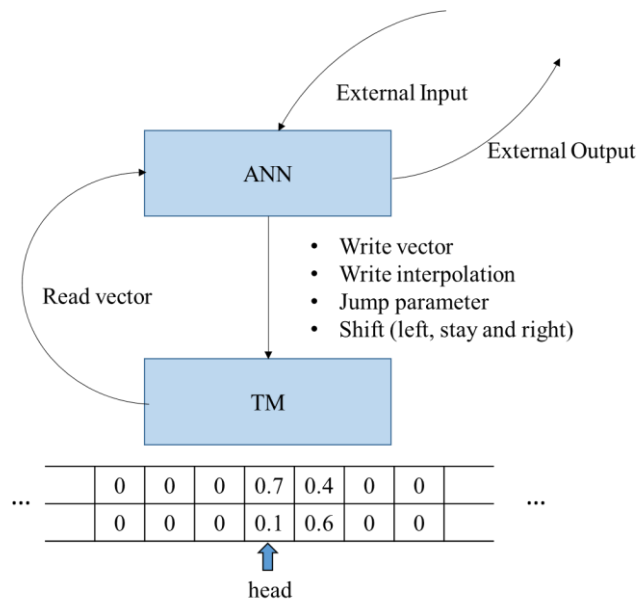 External Input
External Output
ANN
• Write vector
• Write interpolation
• Jump parameter
• Shift (left, stay and right)
Read vector
TM
... 0 0 0 0.7 0.4 0 0 ...
0 0 0 0.1 0.6 0 0
head